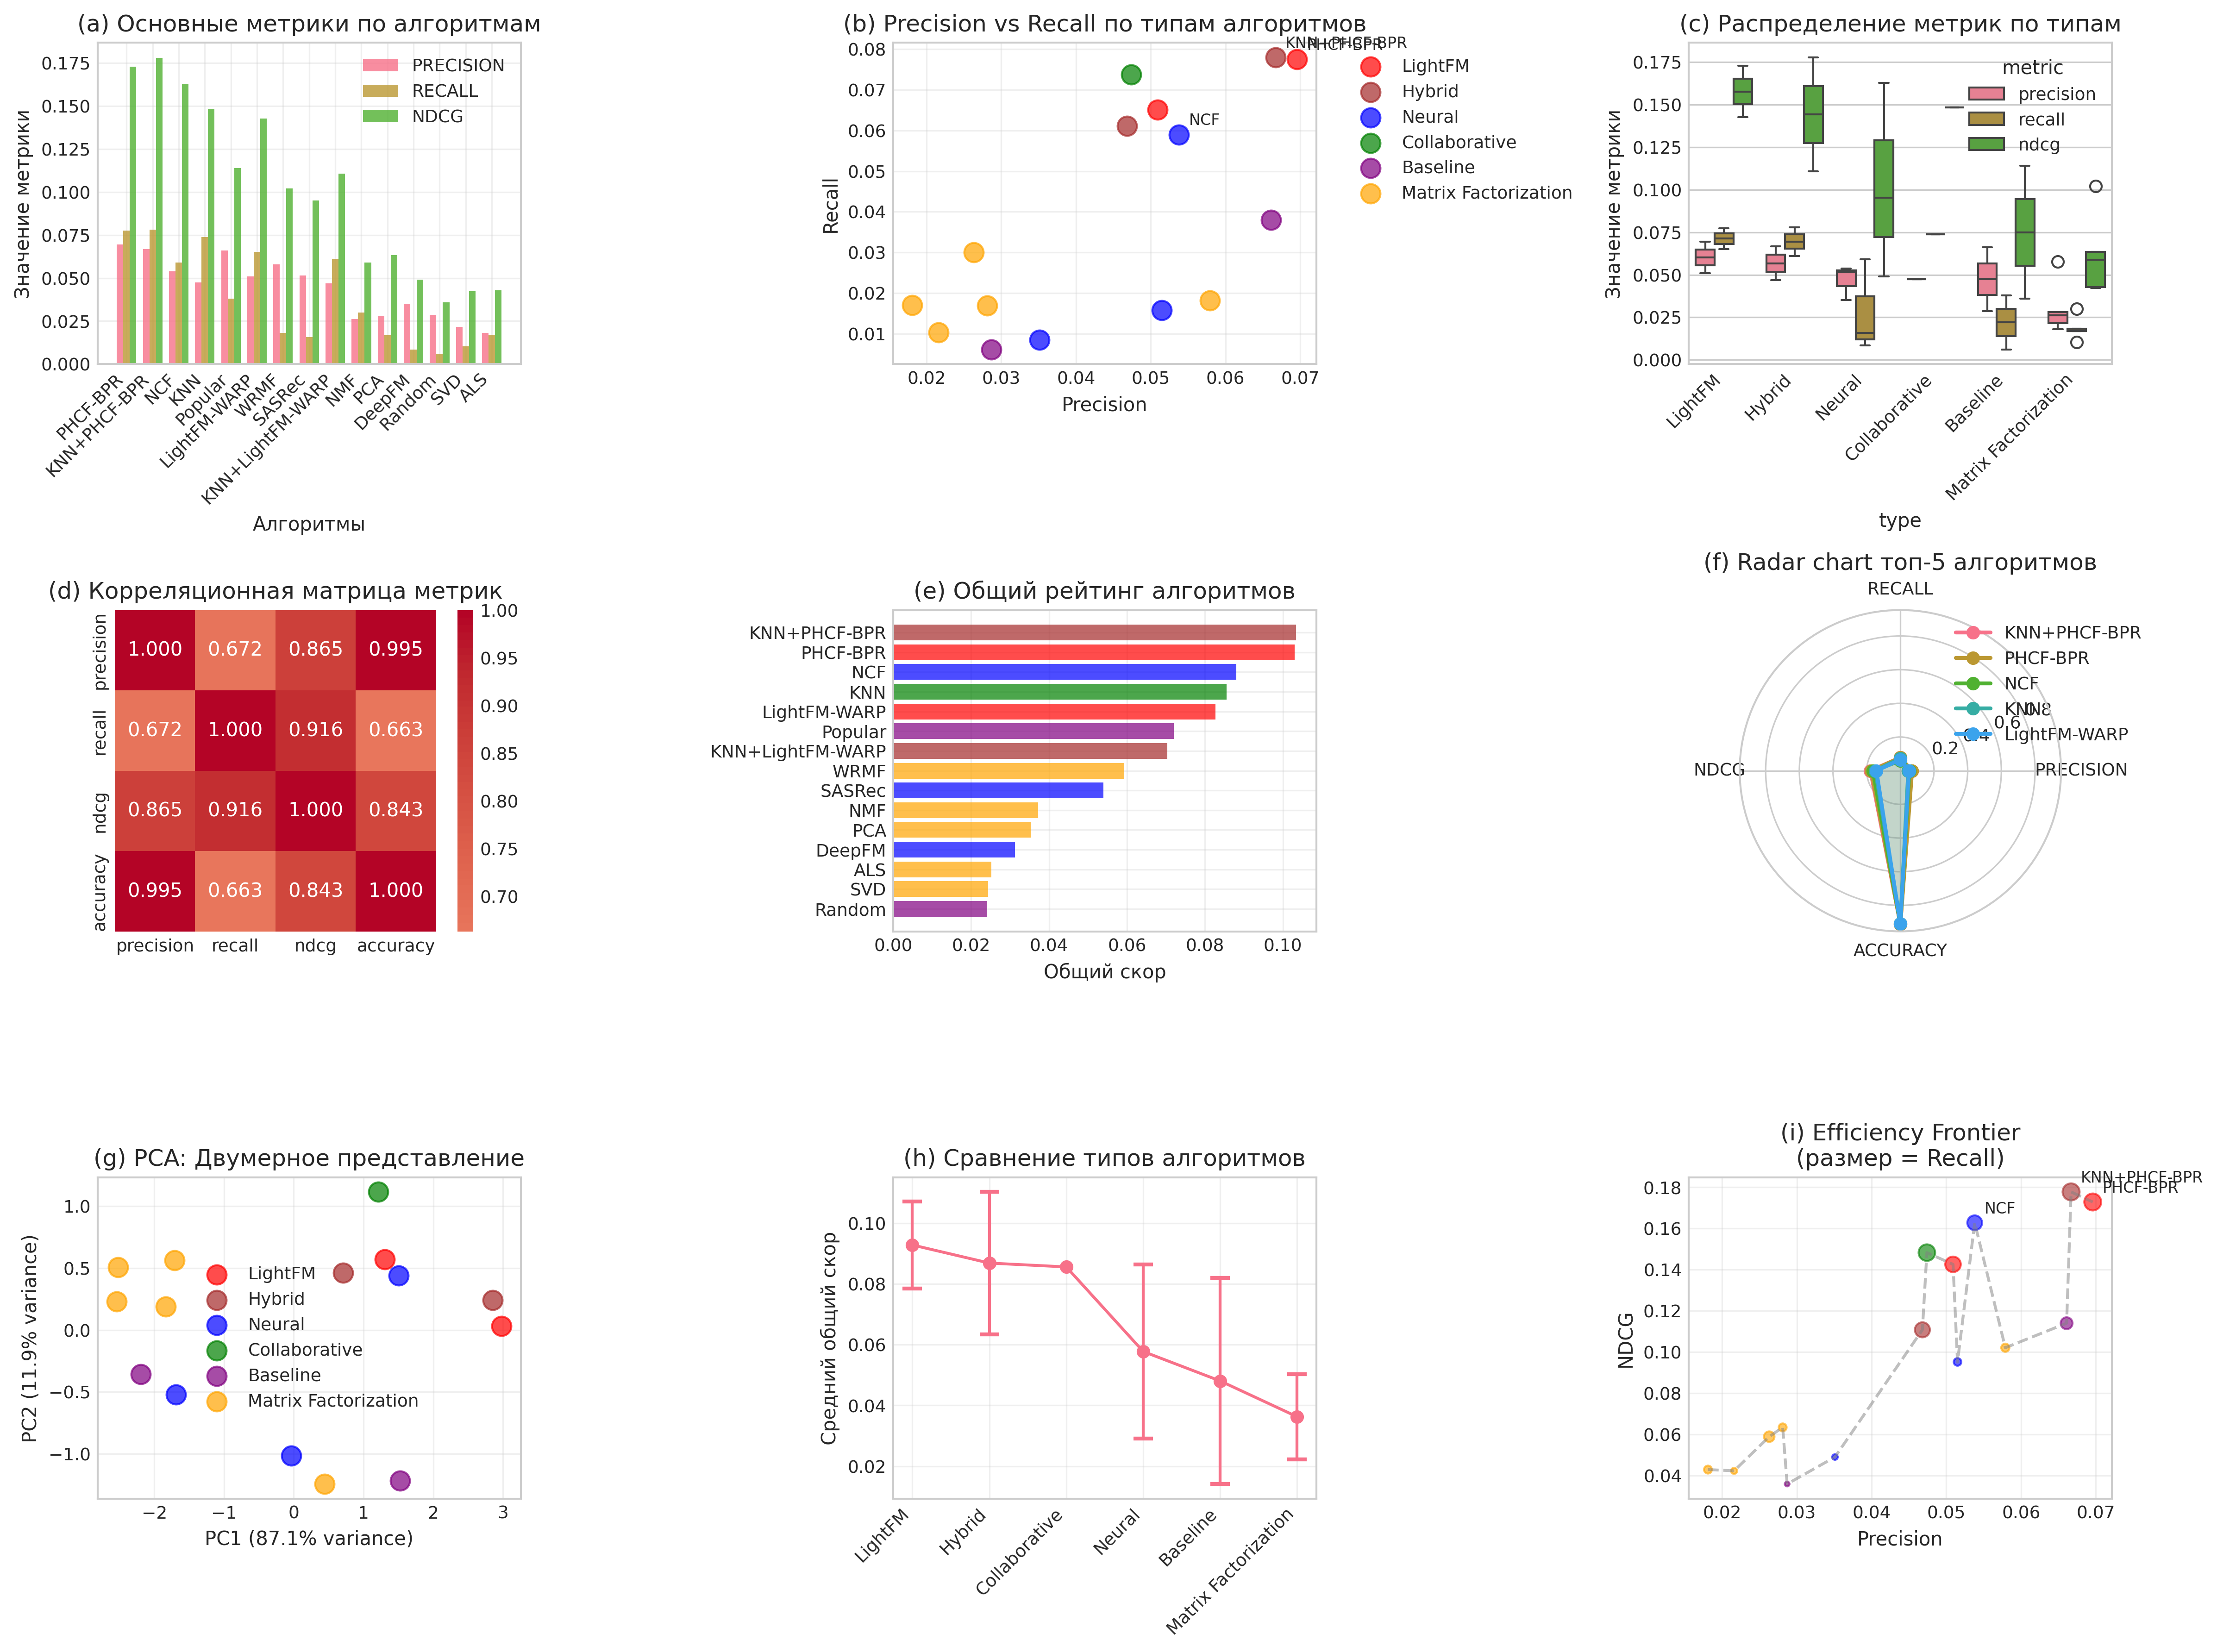 (a) Основные метрики по алгоритмам
Значение метрики
0.175
0.150
0.125
0.100
0.075
0.050
0.025
0.000
PRECISION
RECALL
NDCG
PHCF-BPR
KNN+PHCF-BPR
NCF
KNN
Popular
LightFM-WARP
WRMF
SASRec
KNN+LightFM-WARP
NMF
PCA
DeepFM
Random
SVD
ALS
Алгоритмы
(b) Precision vs Recall по типам алгоритмов
Recall
0.08
0.07
0.06
0.05
0.04
0.03
0.02
0.01
KNN+PHCF-BPR
PHCF-BPR
NCF
0.02 0.03 0.04 0.05 0.06 0.07
Precision
LightFM
Hybrid
Neural
Collaborative
Baseline
Matrix Factorization
(c) Распределение метрик по типам
Значение метрики
0.175
0.150
0.125
0.100
0.075
0.050
0.025
0.000
metric
precision
recall
ndcg
LightFM
Hybrid
Neural
Collaborative
Baseline
Matrix Factorization
type
(d) Корреляционная матрица метрик
precision
1.000 0.672 0.865 0.995
recall
0.672 1.000 0.916 0.663
ndcg
0.865 0.916 1.000 0.843
accuracy
0.995 0.663 0.843 1.000
precision recall ndcg accuracy
1.00
0.95
0.90
0.85
0.80
0.75
0.70
(e) Общий рейтинг алгоритмов
KNN+PHCF-BPR
PHCF-BPR
NCF
KNN
LightFM-WARP
Popular
KNN+LightFM-WARP
WRMF
SASRec
NMF
PCA
DeepFM
ALS
SVD
Random
0.00 0.02 0.04 0.06 0.08 0.10
Общий скор
(f) Radar chart топ-5 алгоритмов
RECALL
KNN+PHCF-BPR
PHCF-BPR
NCF
KNN
LightFM-WARP
0.2
0.4
0.6
0.8
NDCG
PRECISION
ACCURACY
(g) PCA: Двумерное представление
PC2 (11.9% variance)
1.0
0.5
0.0
−0.5
−1.0
LightFM
Hybrid
Neural
Collaborative
Baseline
Matrix Factorization
−2 −1 0 1 2 3
PC1 (87.1% variance)
(h) Сравнение типов алгоритмов
Средний общий скор
0.10
0.08
0.06
0.04
0.02
LightFM
Hybrid
Collaborative
Neural
Baseline
Matrix Factorization
(i) Efficiency Frontier
(размер = Recall)
NDCG
0.18
0.16
0.14
0.12
0.10
0.08
0.06
0.04
KNN+PHCF-BPR
PHCF-BPR
NCF
0.02 0.03 0.04 0.05 0.06 0.07
Precision